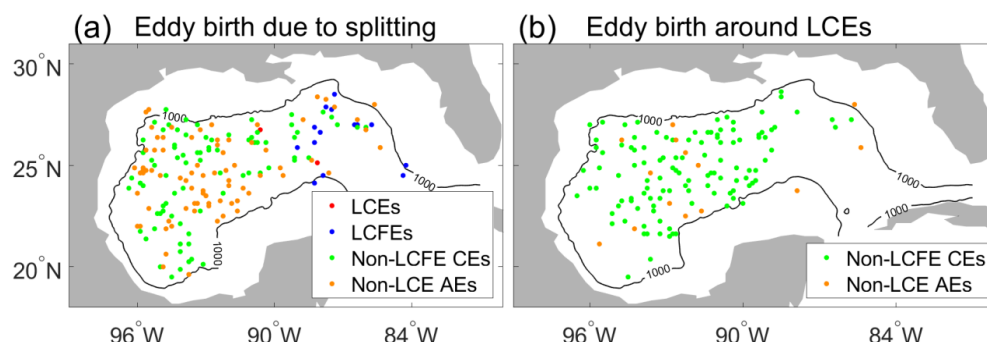 (a) Eddy birth due to splitting
30°N
25°N
20°N
1000
1000
1000
LCEs
LCFEs
Non-LCFE CEs
Non-LCE AEs
96°W
90°W
84°W
(b) Eddy birth around LCEs
1000
1000
1000
1000
Non-LCFE CEs
Non-LCE AEs
96°W
90°W
84°W